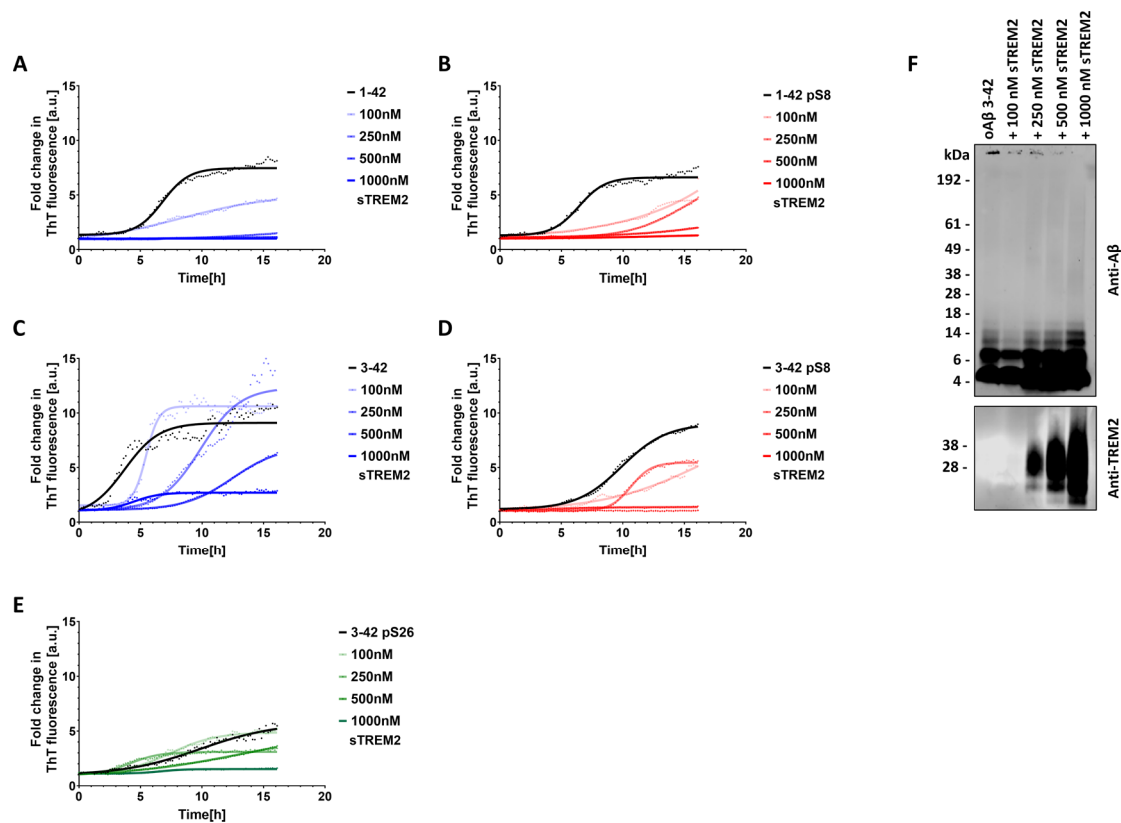 A
Fold change in
ThT fluorescence [a.u.]
15
10
5
0
0 5 10 15 20
Time[h]
1-42
100nM
250nM
500nM
1000nM
sTREM2
B
Fold change in
ThT fluorescence [a.u.]
15
10
5
0
0 5 10 15 20
Time[h]
1-42 pS8
100nM
250nM
500nM
1000nM
sTREM2
C
Fold change in
ThT fluorescence [a.u.]
15
10
5
0
0 5 10 15 20
Time[h]
3-42
100nM
250nM
500nM
1000nM
sTREM2
D
Fold change in
ThT fluorescence [a.u.]
15
10
5
0
0 5 10 15 20
Time[h]
3-42 pS8
100nM
250nM
500nM
1000nM
sTREM2
E
Fold change in
ThT fluorescence [a.u.]
15
10
5
0
0 5 10 15 20
Time[h]
3-42 pS26
100nM
250nM
500nM
1000nM
sTREM2
F
oAβ 3-42
+ 100 nM sTREM2
+ 250 nM sTREM2
+ 500 nM sTREM2
+ 1000 nM sTREM2
kDa
192 -
61 -
49 -
38 -
28 -
18 -
14 -
6 -
4 -
Anti-Aβ
38 -
28 -
Anti-TREM2